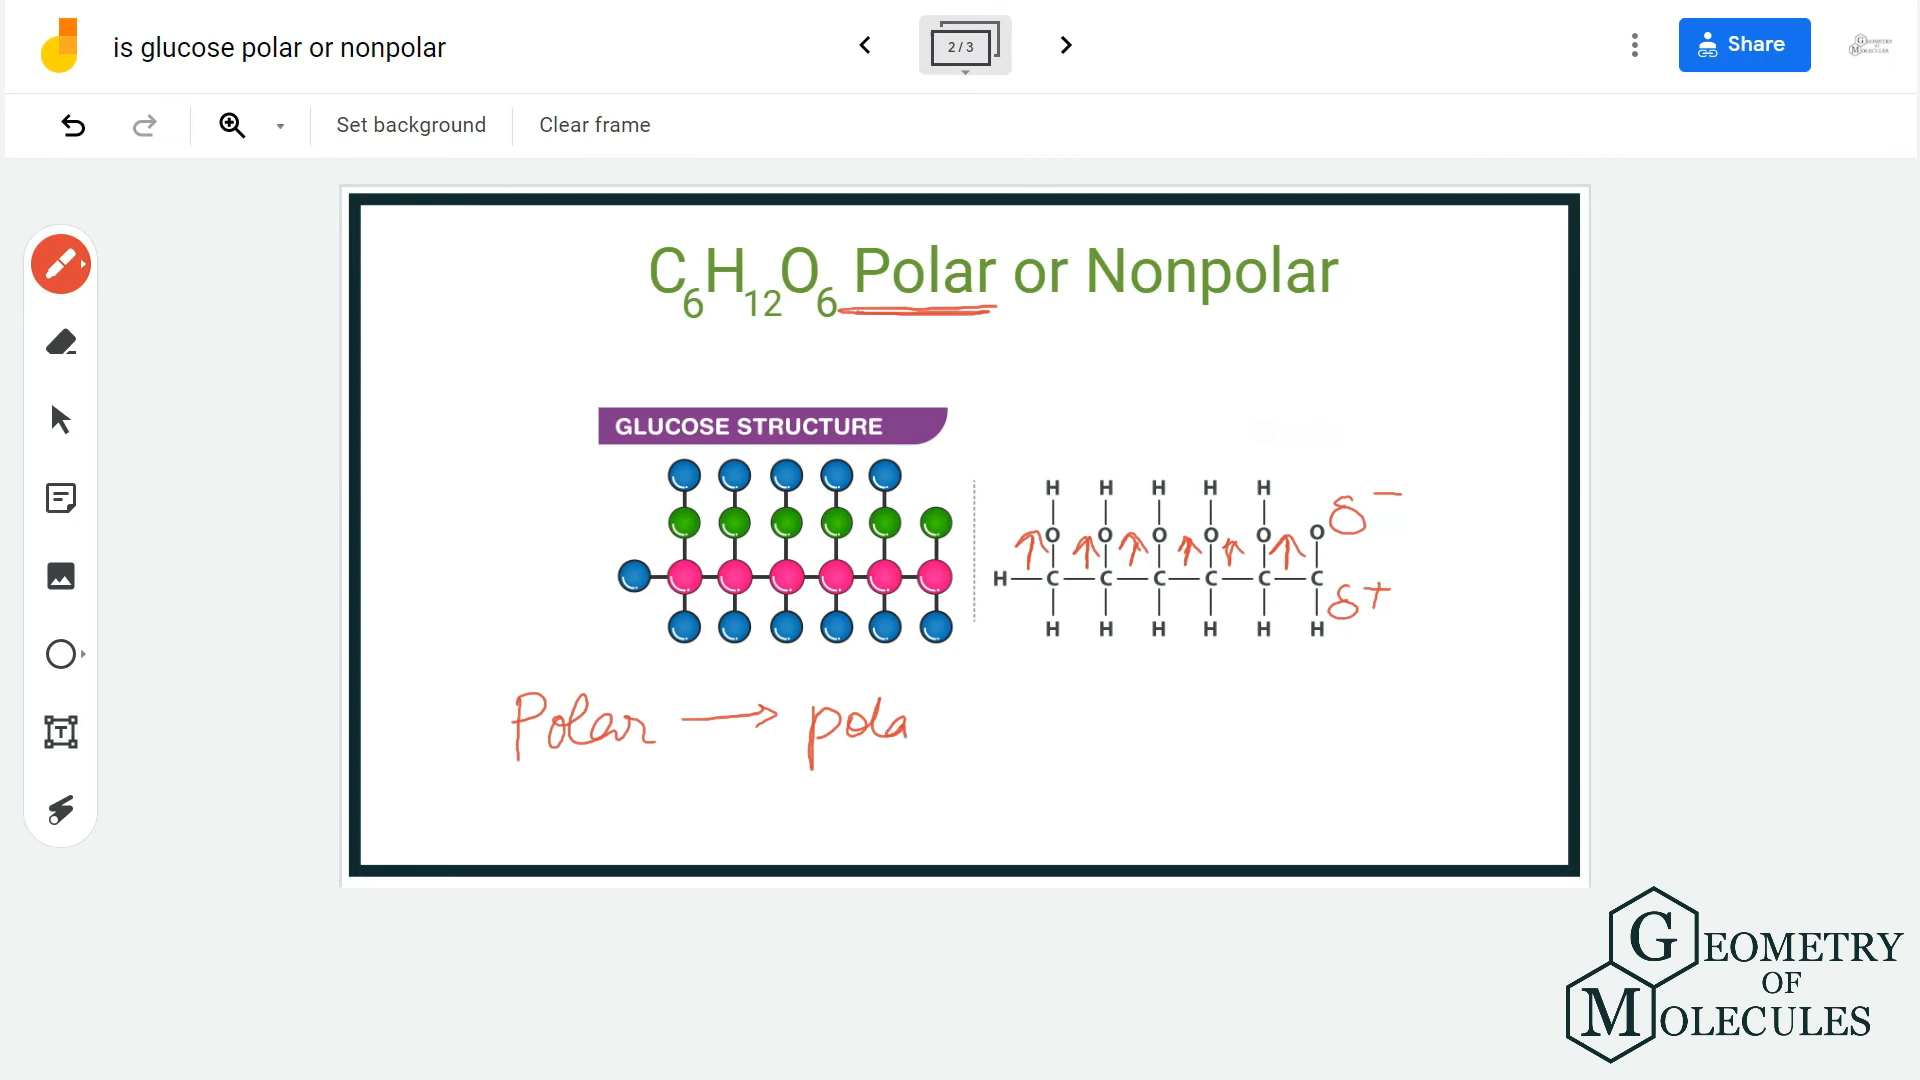 is glucose polar or nonpolar
2 / 3
Share
Set background
Clear frame
C6H12O6 Polar or Nonpolar
GLUCOSE STRUCTURE
H H H H H
O O O O O O δ−
H C C C C C C δ+
H H H H H H
Polar → pola
GEOMETRY
OF
MOLECULES